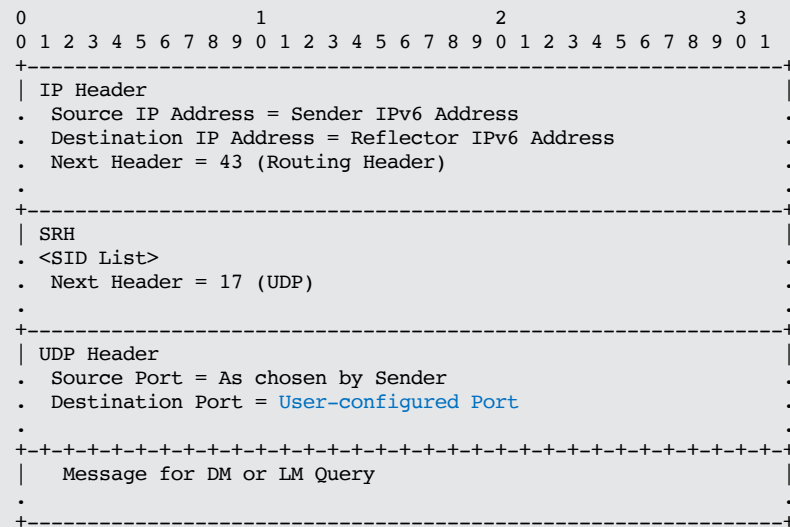 0                   1                   2                   3
0 1 2 3 4 5 6 7 8 9 0 1 2 3 4 5 6 7 8 9 0 1 2 3 4 5 6 7 8 9 0 1
+---------------------------------------------------------------+
| IP Header                                                     |
.  Source IP Address = Sender IPv6 Address                      .
.  Destination IP Address = Reflector IPv6 Address              .
.  Next Header = 43 (Routing Header)                            .
.                                                               .
+---------------------------------------------------------------+
| SRH                                                           |
. <SID List>                                                    .
.  Next Header = 17 (UDP)                                       .
.                                                               .
+---------------------------------------------------------------+
| UDP Header                                                    |
.  Source Port = As chosen by Sender                            .
.  Destination Port = User-configured Port                      .
.                                                               .
+-+-+-+-+-+-+-+-+-+-+-+-+-+-+-+-+-+-+-+-+-+-+-+-+-+-+-+-+-+-+-+-+
|   Message for DM or LM Query                                  |
.                                                               .
+---------------------------------------------------------------+